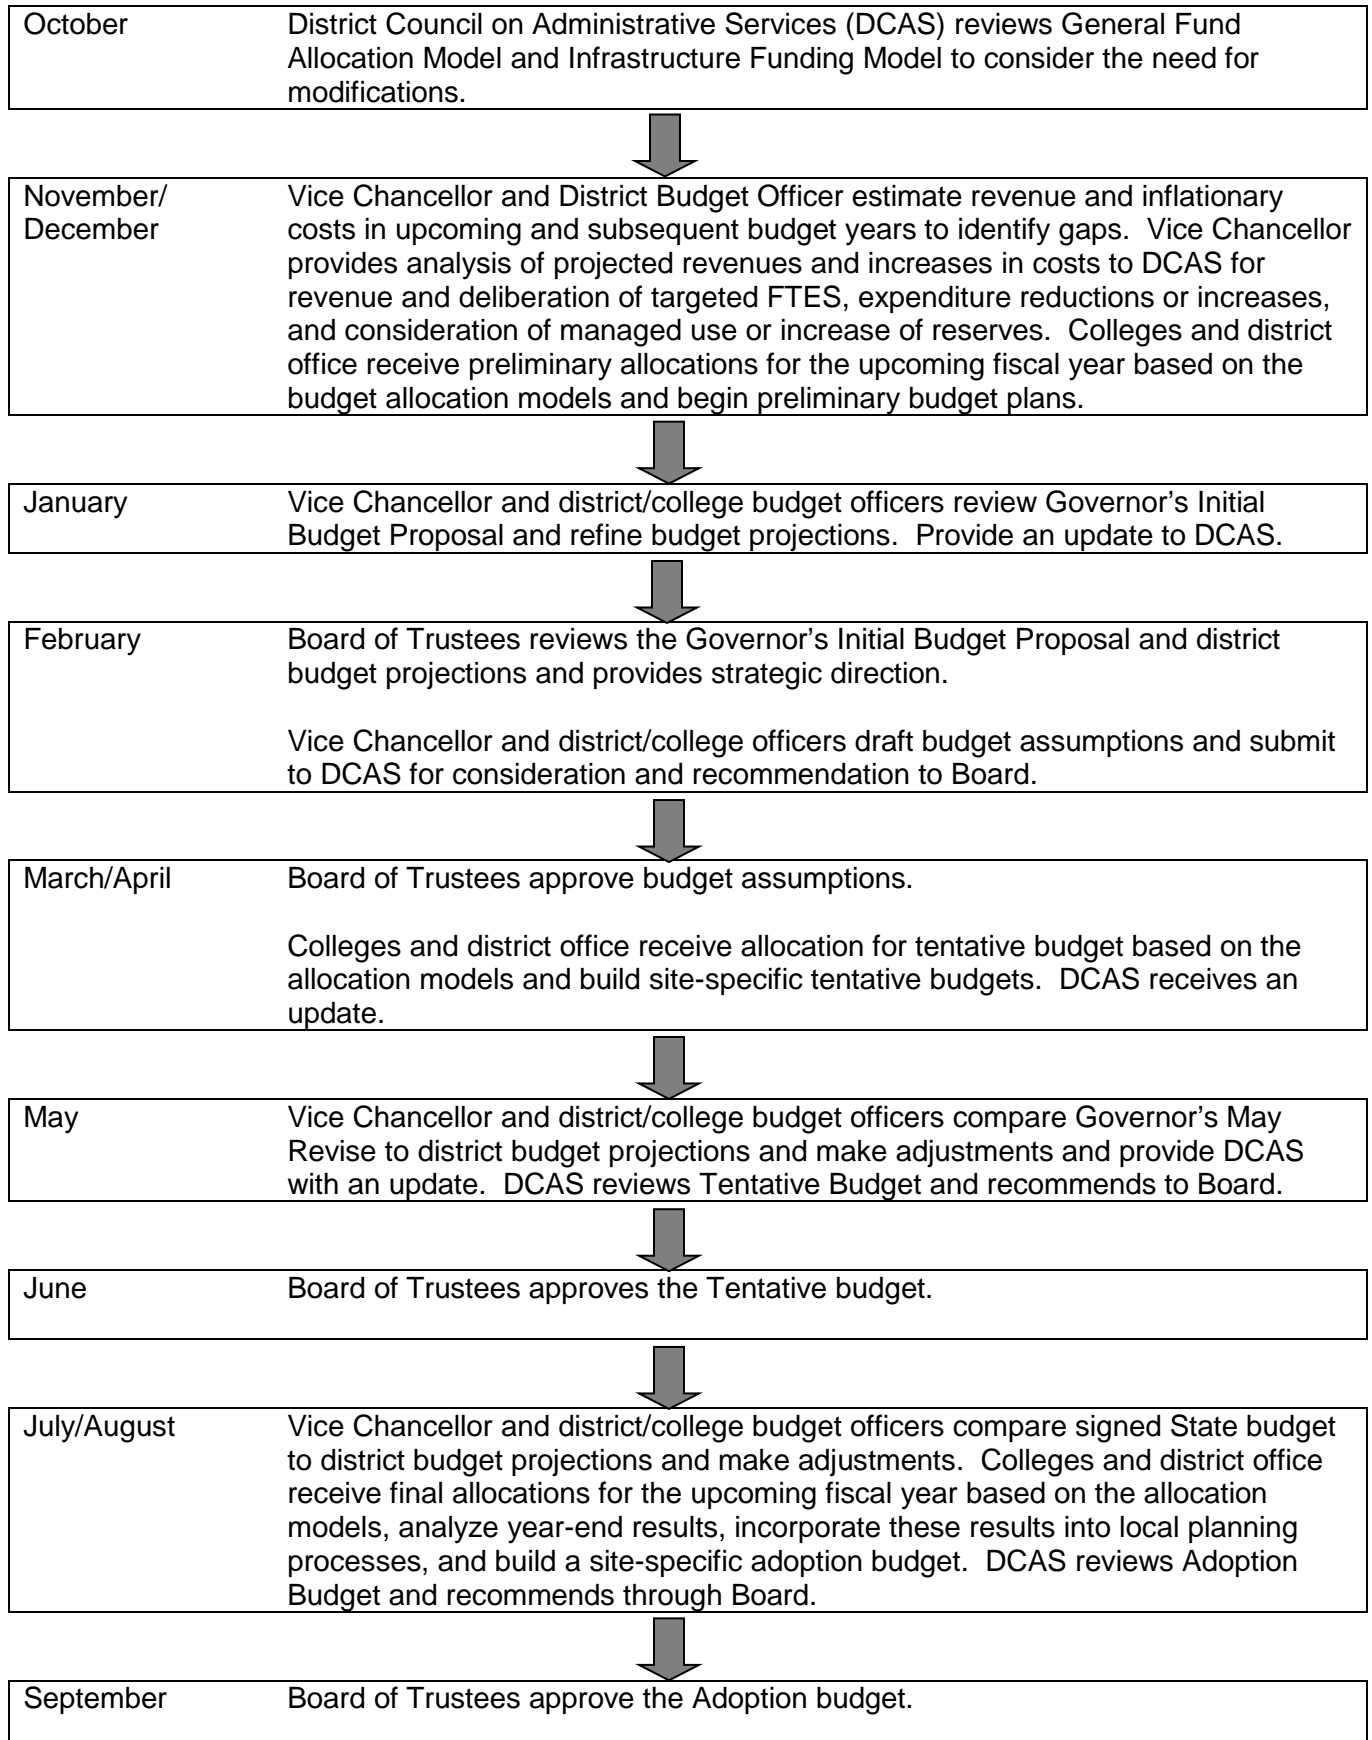 October District Council on Administrative Services (DCAS) reviews General Fund
Allocation Model and Infrastructure Funding Model to consider the need for
modifications.
November/ Vice Chancellor and District Budget Officer estimate revenue and inflationary
December costs in upcoming and subsequent budget years to identify gaps. Vice Chancellor
provides analysis of projected revenues and increases in costs to DCAS for
revenue and deliberation of targeted FTES, expenditure reductions or increases,
and consideration of managed use or increase of reserves. Colleges and district
office receive preliminary allocations for the upcoming fiscal year based on the
budget allocation models and begin preliminary budget plans.
January Vice Chancellor and district/college budget officers review Governor's Initial
Budget Proposal and refine budget projections. Provide an update to DCAS.
February Board of Trustees reviews the Governor's Initial Budget Proposal and district
budget projections and provides strategic direction.
Vice Chancellor and district/college officers draft budget assumptions and submit
to DCAS for consideration and recommendation to Board.
March/April Board of Trustees approve budget assumptions.
Colleges and district office receive allocation for tentative budget based on the
allocation models and build site-specific tentative budgets. DCAS receives an
update.
May Vice Chancellor and district/college budget officers compare Governor's May
Revise to district budget projections and make adjustments and provide DCAS
with an update. DCAS reviews Tentative Budget and recommends to Board.
June Board of Trustees approves the Tentative budget.
July/August Vice Chancellor and district/college budget officers compare signed State budget
to district budget projections and make adjustments. Colleges and district office
receive final allocations for the upcoming fiscal year based on the allocation
models, analyze year-end results, incorporate these results into local planning
processes, and build a site-specific adoption budget. DCAS reviews Adoption
Budget and recommends through Board.
September Board of Trustees approve the Adoption budget.